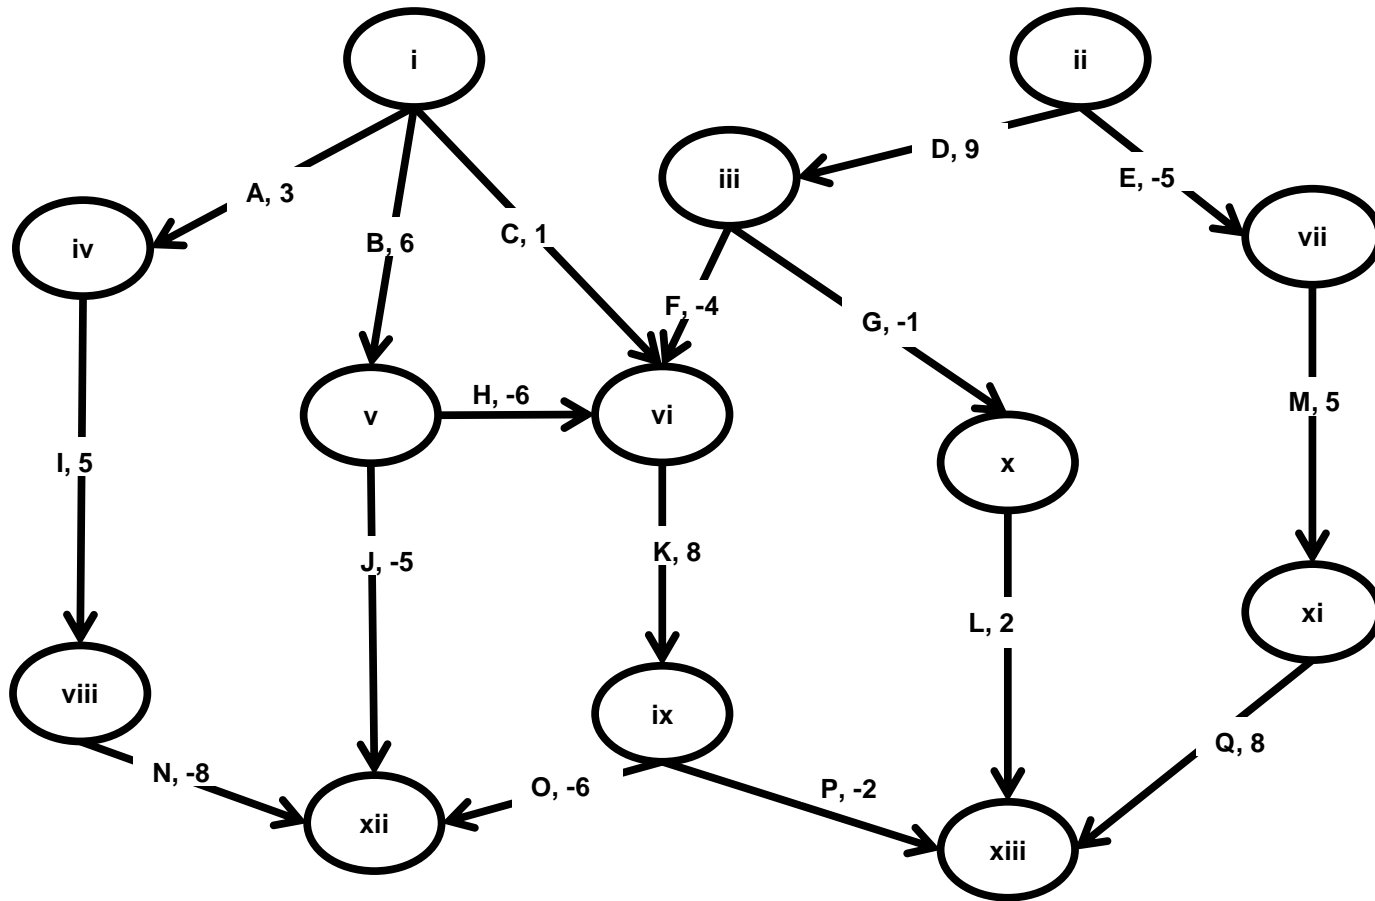 i
ii
D, 9
iii
E, -5
A, 3
C, 1
vii
B, 6
iv
F, -4
G, -1
H, -6
M, 5
v
vi
x
I, 5
K, 8
J, -5
xi
L, 2
viii
ix
Q, 8
N, -8
O, -6
P, -2
xii
xiii